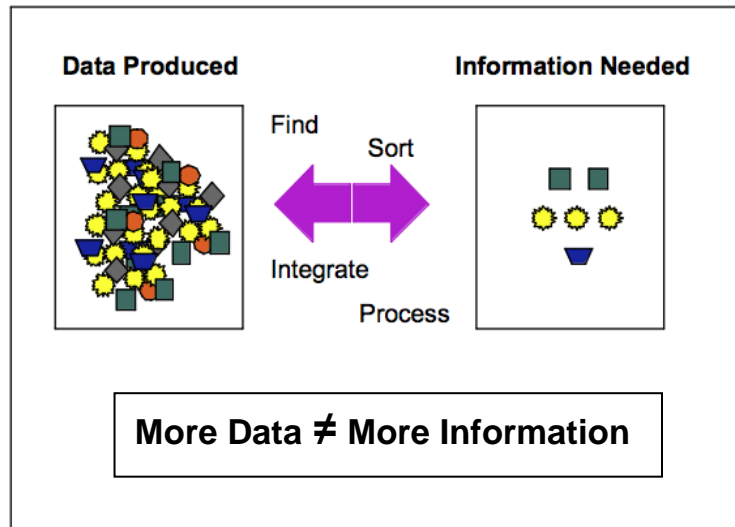 Data Produced
Information Needed
Find
Sort
Integrate
Process
More Data ≠ More Information